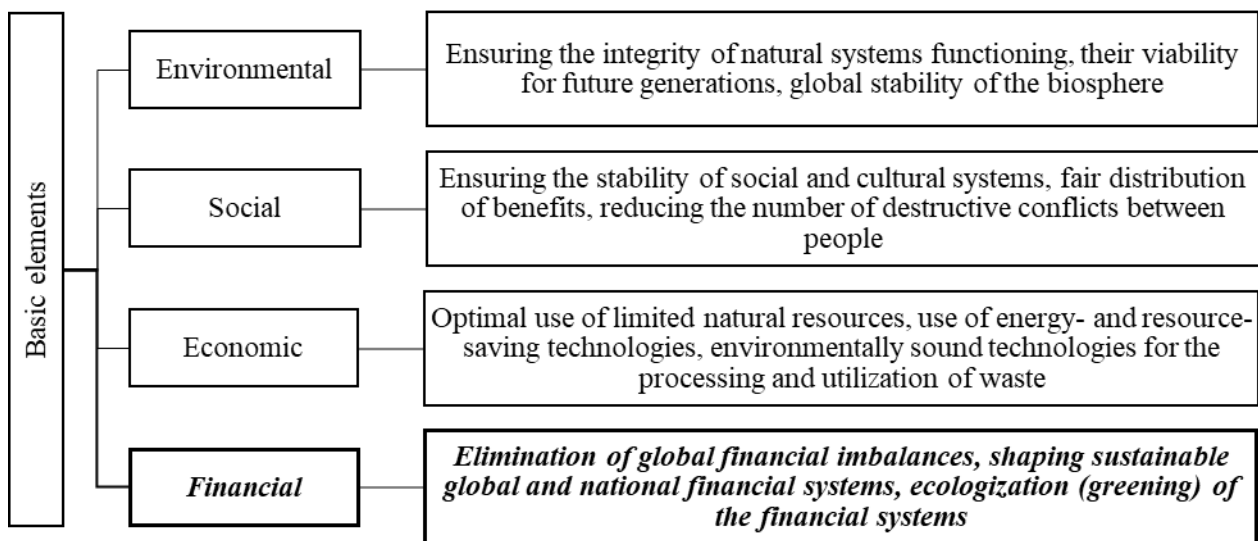 Basic elements
Environmental
Ensuring the integrity of natural systems functioning, their viability
for future generations, global stability of the biosphere
Social
Ensuring the stability of social and cultural systems, fair distribution
of benefits, reducing the number of destructive conflicts between
people
Economic
Optimal use of limited natural resources, use of energy- and resource-
saving technologies, environmentally sound technologies for the
processing and utilization of waste
Financial
Elimination of global financial imbalances, shaping sustainable
global and national financial systems, ecologization (greening) of
the financial systems